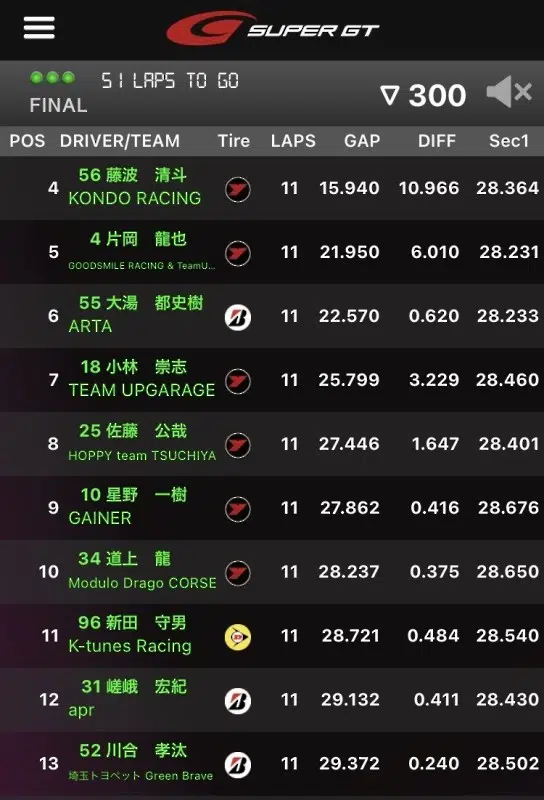 SUPER GT
51 LAPS TO GO
FINAL
▽ 300
POS DRIVER/TEAM Tire LAPS GAP DIFF Sec1
4 56 藤波 清斗 11 15.940 10.966 28.364
KONDO RACING
5 4 片岡 龍也 11 21.950 6.010 28.231
GOODSMILE RACING & TeamU...
6 55 大湯 都史樹 11 22.570 0.620 28.233
ARTA
7 18 小林 崇志 11 25.799 3.229 28.460
TEAM UPGARAGE
8 25 佐藤 公哉 11 27.446 1.647 28.401
HOPPY team TSUCHIYA
9 10 星野 一樹 11 27.862 0.416 28.676
GAINER
10 34 道上 龍 11 28.237 0.375 28.650
Modulo Drago CORSE
11 96 新田 守男 11 28.721 0.484 28.540
K-tunes Racing
12 31 嵯峨 宏紀 11 29.132 0.411 28.430
apr
13 52 川合 孝汰 11 29.372 0.240 28.502
埼玉トヨペット Green Brave